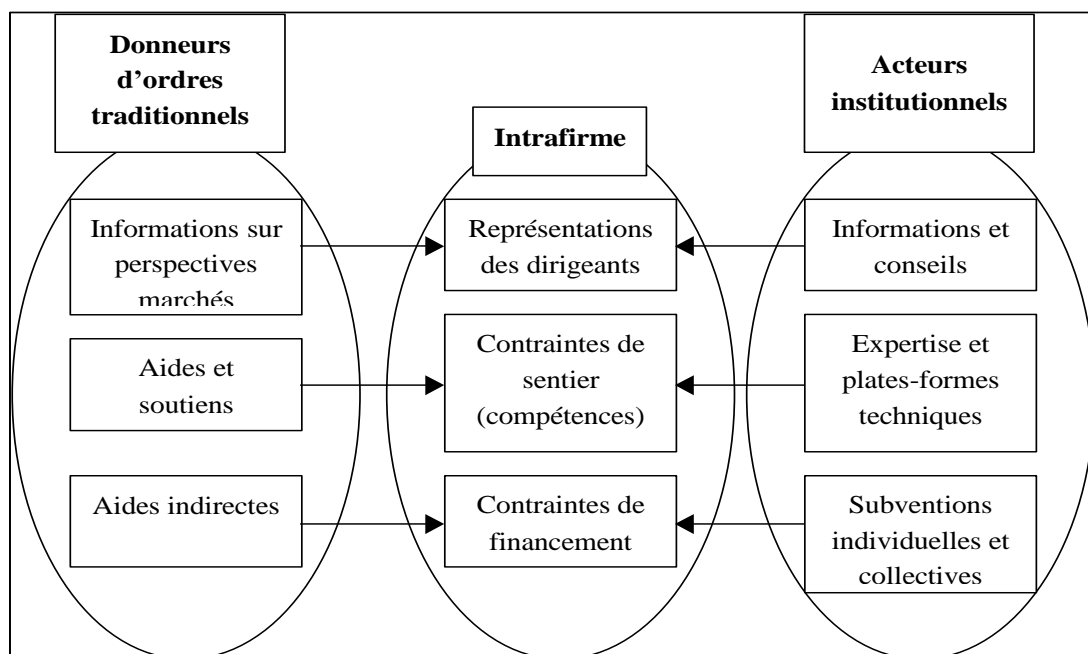 Donneurs
d'ordres
traditionnels
Informations sur
perspectives
marchés
Aides et
soutiens
Aides indirectes
Intrafirme
Représentations
des dirigeants
Contraintes de
sentier
(compétences)
Contraintes de
financement
Acteurs
institutionnels
Informations et
conseils
Expertise et
plates-formes
techniques
Subventions
individuelles et
collectives